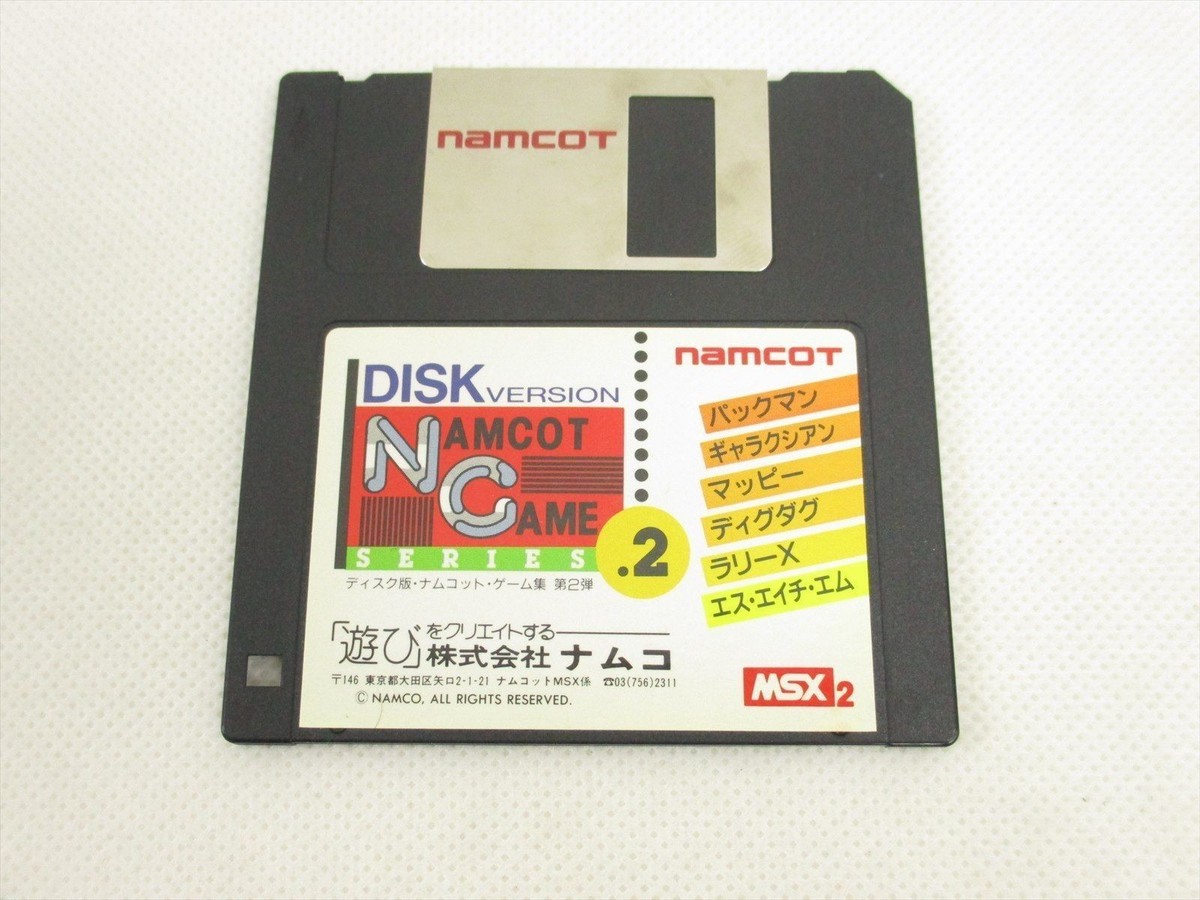 namcoT
DISK VERSION
NAMCOT
GAME
SERIES
.2
ディスク版・ナムコット・ゲーム集 第2弾
「遊び」をクリエイトする
株式会社 ナムコ
〒146 東京都大田区矢口2-1-21 ナムコットMSX係 ☎03(756)2311
© NAMCO, ALL RIGHTS RESERVED.
namcoT
パックマン
ギャラクシアン
マッピー
ディグダグ
ラリーX
エス・エイチ・エム
MSX2